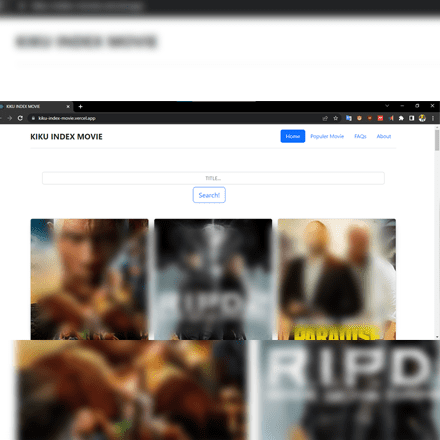 KIKU INDEX MOVIE
KIKU INDEX MOVIE
kiku-index-movie.vercel.app
KIKU INDEX MOVIE
Home
Popular Movie
FAQs
About
TITLE...
Search!
R.I.P.D.
PARADISE
R.I.P.D